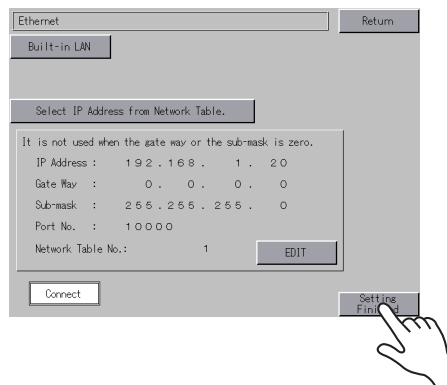 Ethernet
Return
Built-in LAN
Select IP Address from Network Table.
It is not used when the gate way or the sub-mask is zero.
IP Address : 192.168. 1. 20
Gate Way : 0. 0. 0. 0
Sub-mask : 255.255.255. 0
Port No. : 10000
Network Table No.: 1
EDIT
Connect
Setting